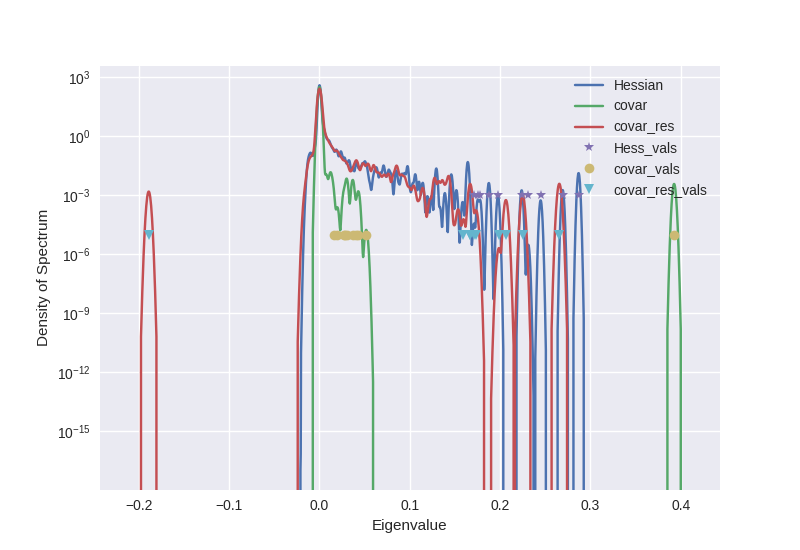 10^3
10^0
10^−3
10^−6
10^−9
10^−12
10^−15
Density of Spectrum
Hessian
covar
covar_res
Hess_vals
covar_vals
covar_res_vals
−0.2 −0.1 0.0 0.1 0.2 0.3 0.4
Eigenvalue